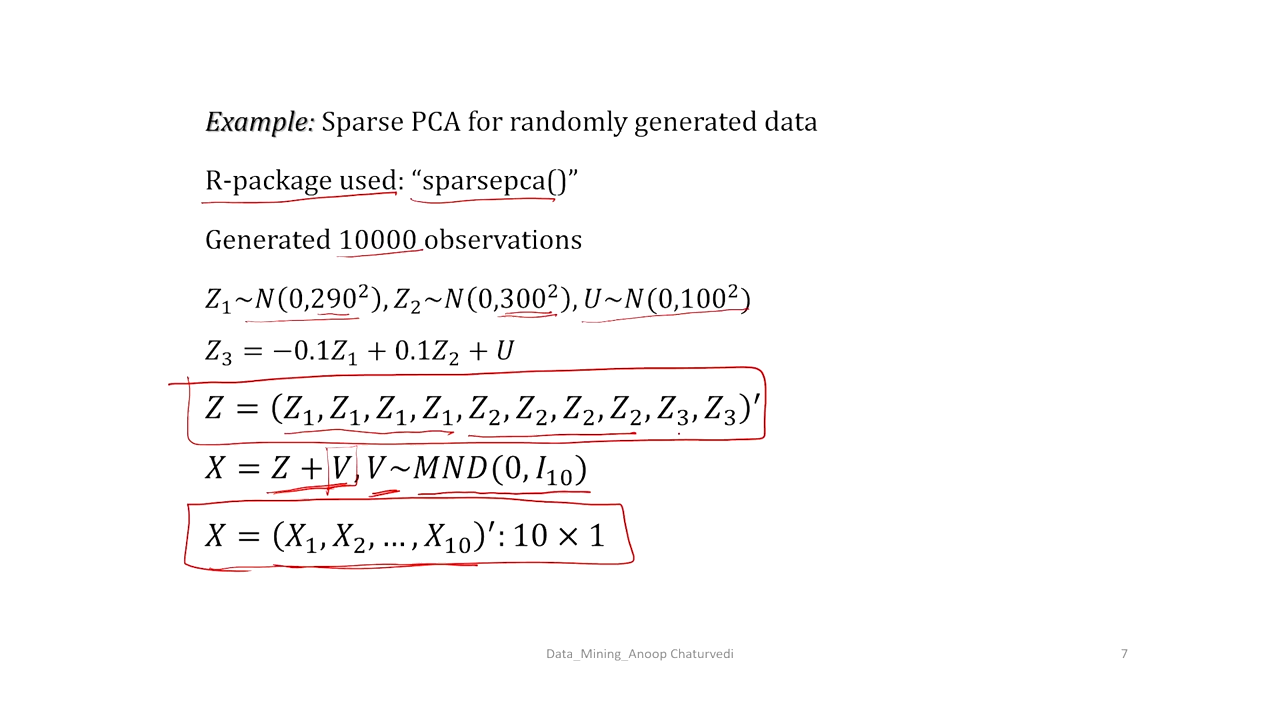 Example: Sparse PCA for randomly generated data
R-package used: “sparsepca()”
Generated 10000 observations
Z₁~N(0,290²), Z₂~N(0,300²), U~N(0,100²)
Z₃ = −0.1Z₁ + 0.1Z₂ + U
Z = (Z₁, Z₁, Z₁, Z₁, Z₂, Z₂, Z₂, Z₂, Z₃, Z₃)′
X = Z + V, V~MND(0, I₁₀)
X = (X₁, X₂, … , X₁₀)′: 10 × 1
Data_Mining_Anoop Chaturvedi
7